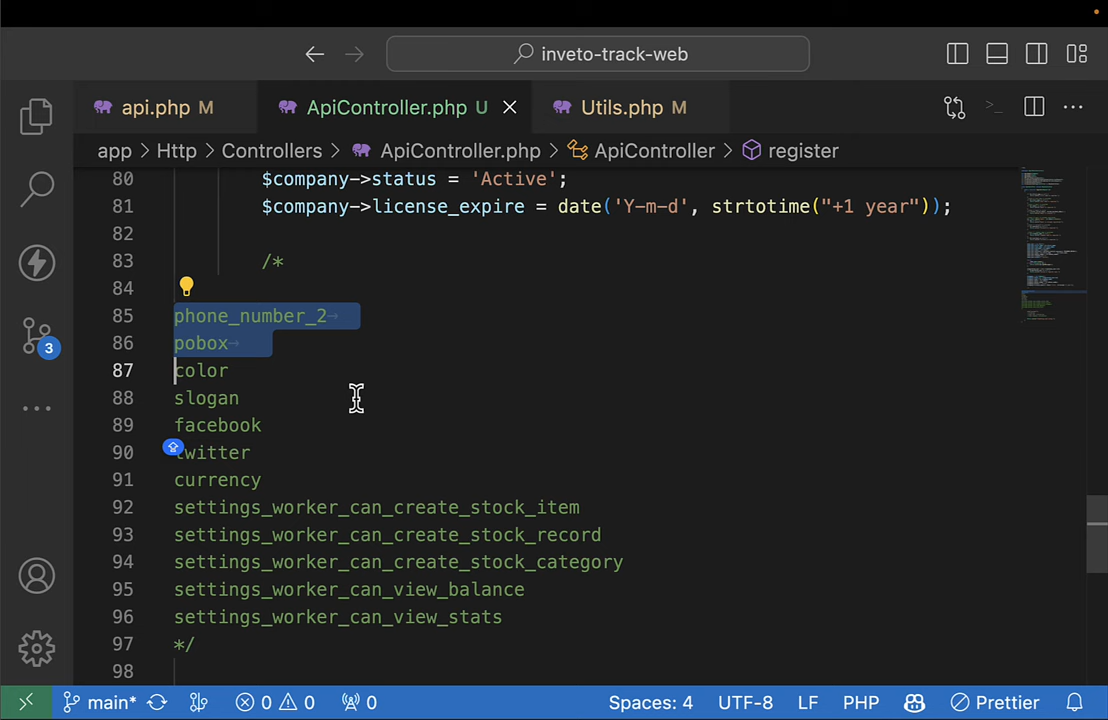 inveto-track-web
api.php M
ApiController.php U
Utils.php M
app > Http > Controllers > ApiController.php > ApiController > register
80 $company->status = 'Active';
81 $company->license_expire = date('Y-m-d', strtotime("+1 year"));
82
83 /*
84
85 phone_number_2
86 pobox
87 color
88 slogan
89 facebook
90 twitter
91 currency
92 settings_worker_can_create_stock_item
93 settings_worker_can_create_stock_record
94 settings_worker_can_create_stock_category
95 settings_worker_can_view_balance
96 settings_worker_can_view_stats
97 */
98
3
main* 0 0 0 Spaces: 4 UTF-8 LF PHP Prettier